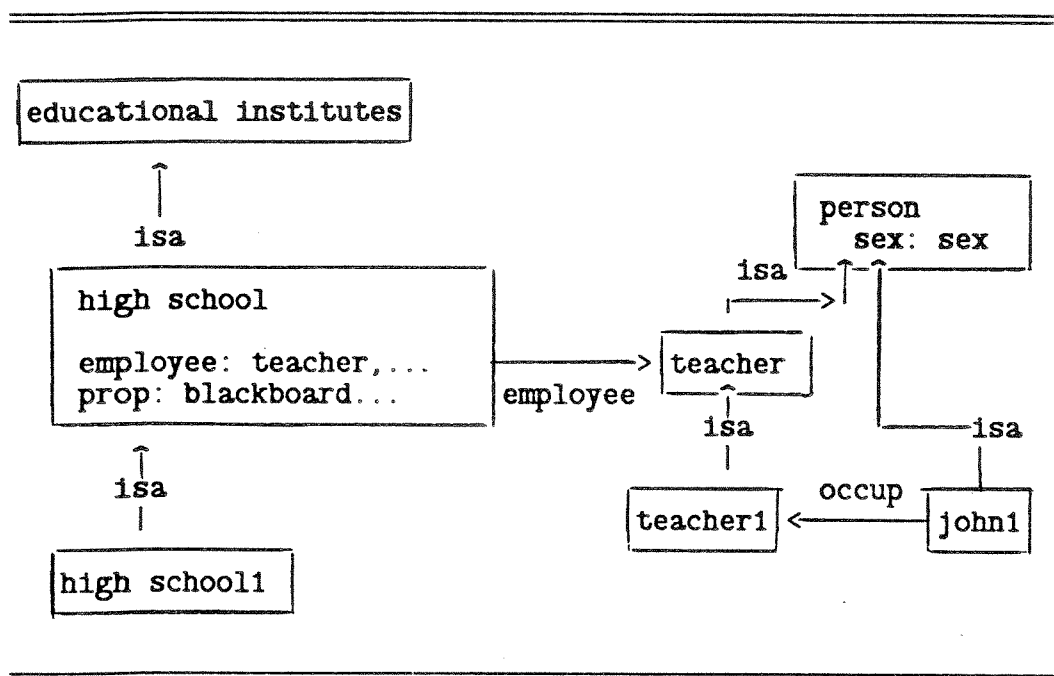 educational institutes
isa
person
sex: sex
isa
high school
employee: teacher,...
prop: blackboard...
employee
teacher
isa
isa
isa
occup
teacher1
john1
high school1